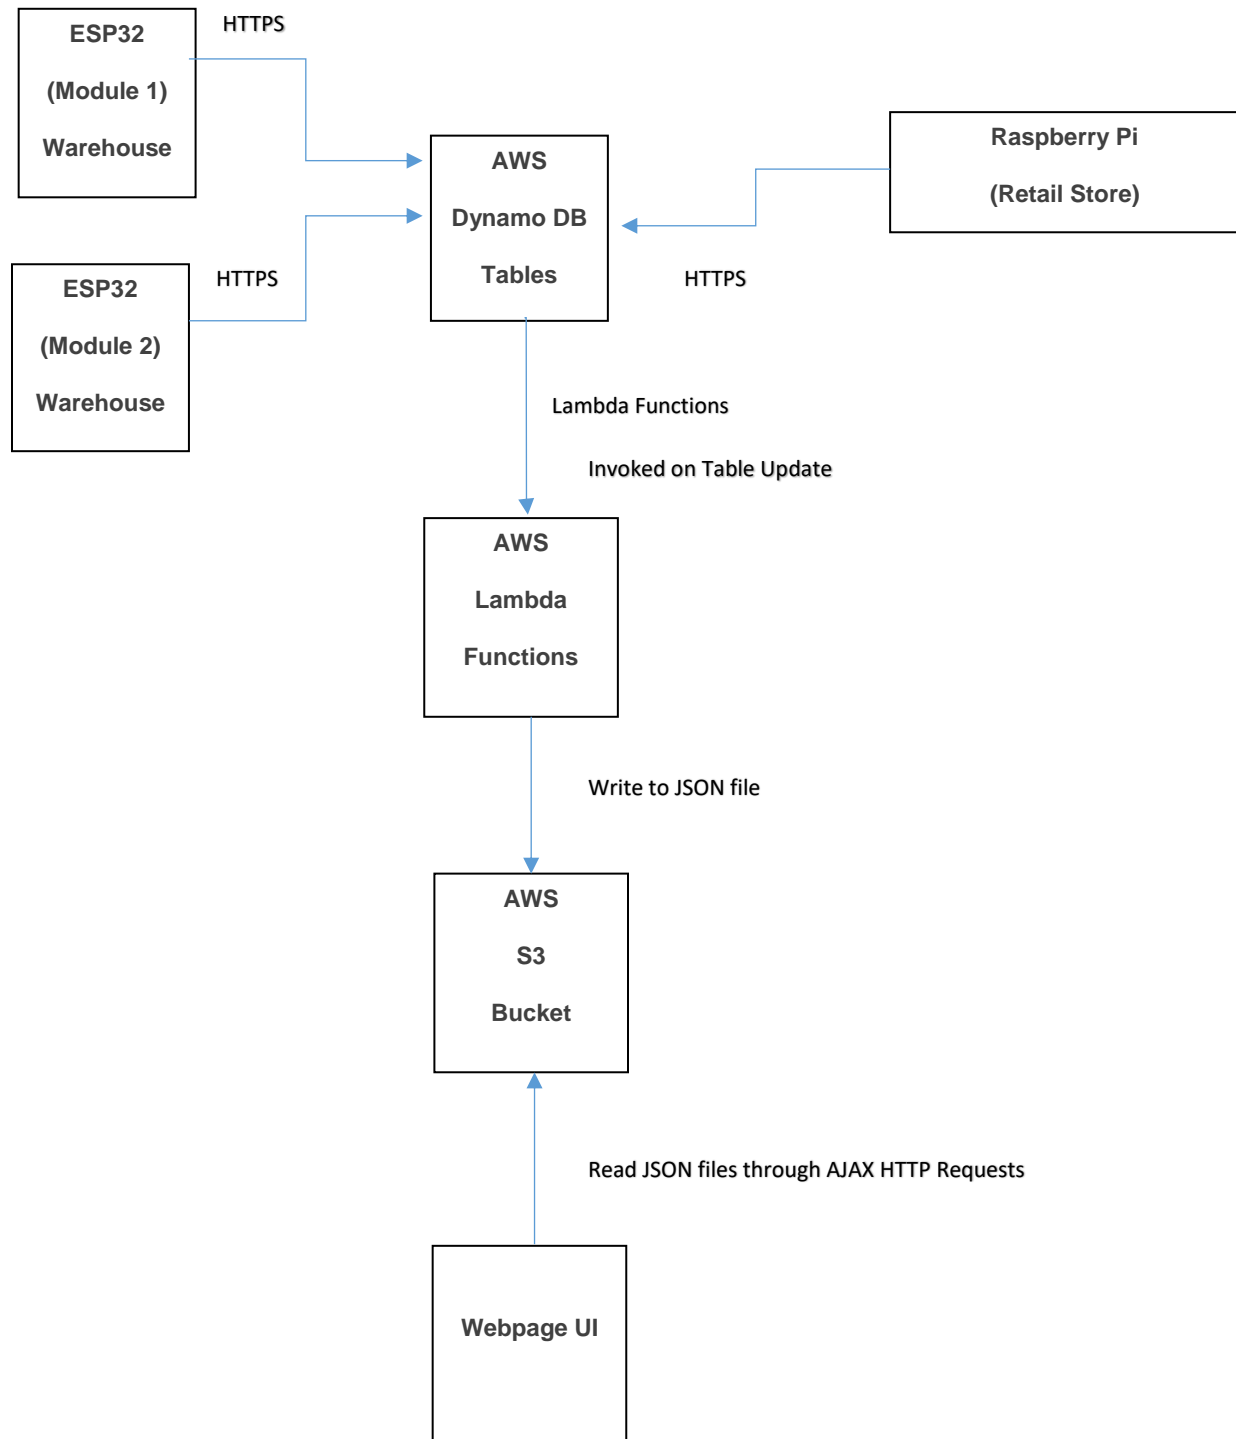 ESP32
(Module 1)
Warehouse
HTTPS
AWS
Dynamo DB
Tables
Raspberry Pi
(Retail Store)
HTTPS
ESP32
(Module 2)
Warehouse
HTTPS
Lambda Functions
Invoked on Table Update
AWS
Lambda
Functions
Write to JSON file
AWS
S3
Bucket
Read JSON files through AJAX HTTP Requests
Webpage UI